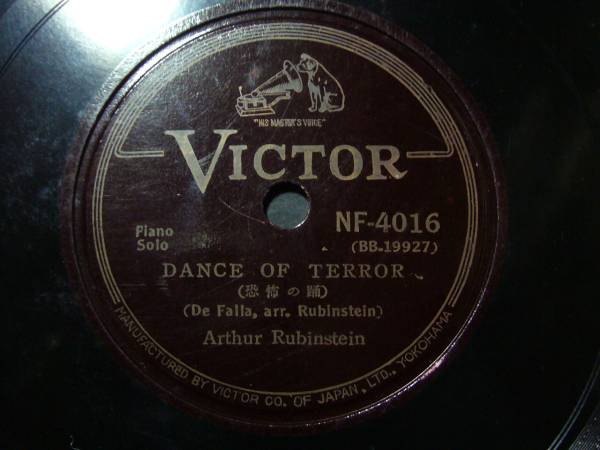 "HIS MASTER'S VOICE"
VICTOR
Piano
Solo
NF-4016
(BB.19927)
DANCE OF TERROR
(恐怖の踊)
(De Falla, arr. Rubinstein)
Arthur Rubinstein
MANUFACTURED BY VICTOR CO. OF JAPAN, LTD., YOKOHAMA